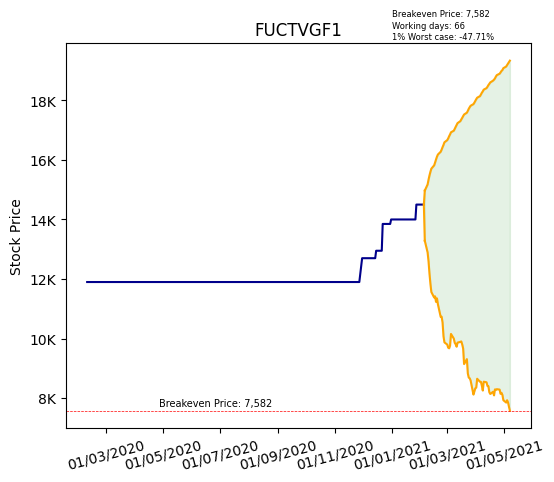 Breakeven Price: 7,582
Working days: 66
1% Worst case: -47.71%
FUCTVGF1
Stock Price
18K
16K
14K
12K
10K
8K
Breakeven Price: 7,582
01/03/2020
01/05/2020
01/07/2020
01/09/2020
01/11/2020
01/01/2021
01/03/2021
01/05/2021